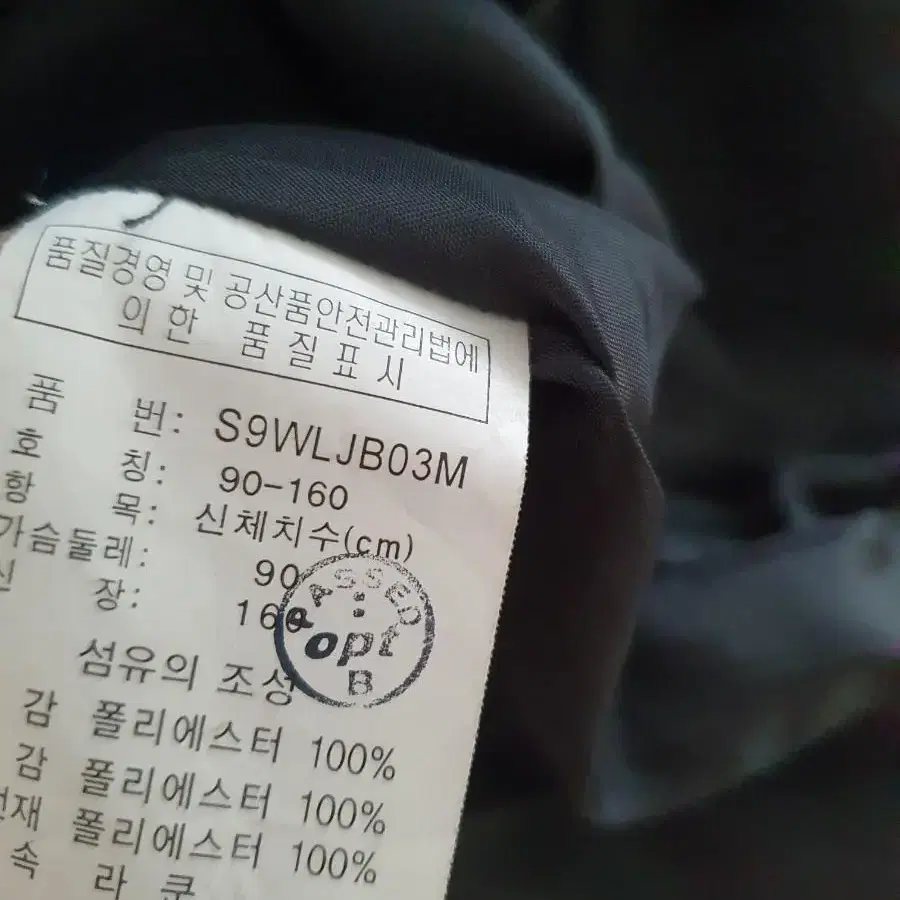 품질경영 및 공산품안전관리법에
의한 품질표시
품 번: S9WLJB03M
호 칭: 90-160
항 목: 신체치수(cm)
가슴둘레: 90
신 장: 160
PASSED
opt
B
섬유의 조성
감 폴리에스터 100%
감 폴리에스터 100%
폴리에스터 100%
속 라쿤